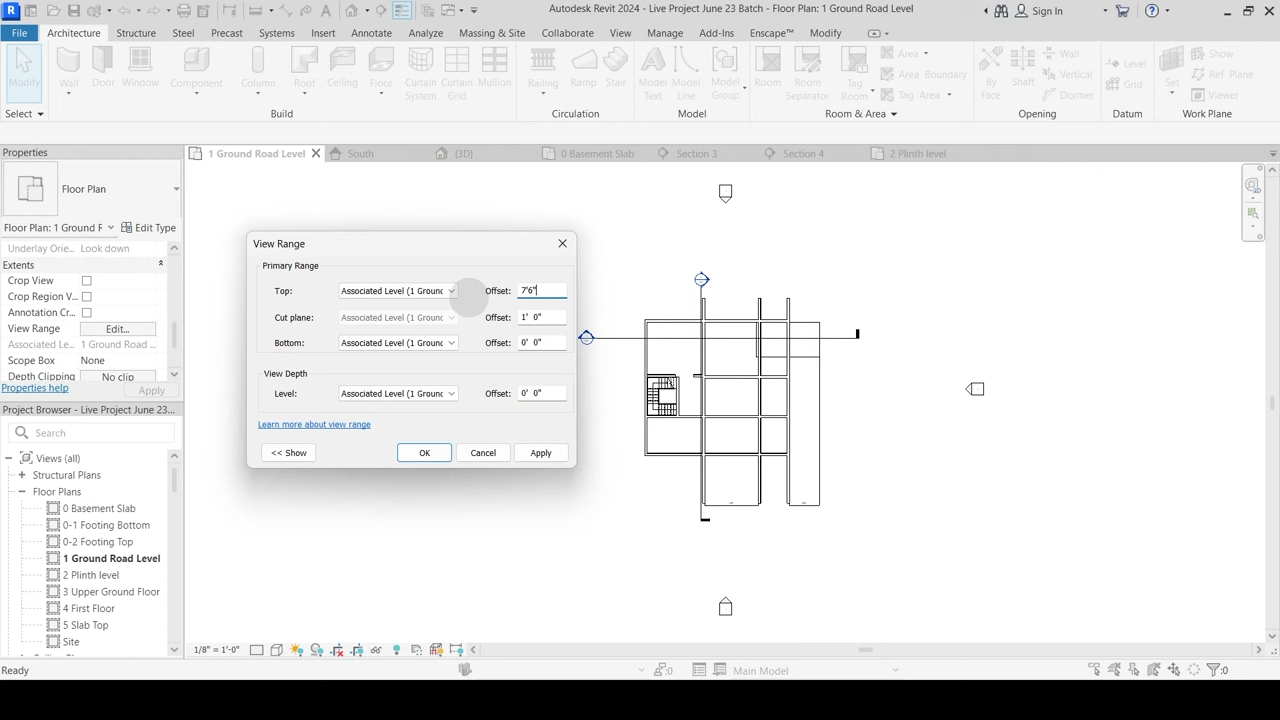 Autodesk Revit 2024 - Live Project June 23 Batch - Floor Plan: 1 Ground Road Level
Sign In
File Architecture Structure Steel Precast Systems Insert Annotate Analyze Massing & Site Collaborate View Manage Add-Ins Enscape™ Modify
Modify Wall Door Window Component Column Roof Ceiling Floor Curtain System Curtain Grid Mullion Railing Ramp Stair Model Text Model Line Model Group Room Room Separator Tag Room Area Area Boundary Tag Area By Face Shaft Wall Vertical Dormer Level Grid Set Show Ref Plane Viewer
Select Build Circulation Model Room & Area Opening Datum Work Plane
Properties
1 Ground Road Level South (3D) 0 Basement Slab Section 3 Section 4 2 Plinth level
Floor Plan
Floor Plan: 1 Ground R Edit Type
Underlay Orie... Look down
Extents
Crop View
Crop Region V...
Annotation Cr...
View Range Edit...
Associated Level 1 Ground Road ...
Scope Box None
Depth Clipping No clip
Properties help Apply
Project Browser - Live Project June 23...
Search
Views (all)
Structural Plans
Floor Plans
0 Basement Slab
0-1 Footing Bottom
0-2 Footing Top
1 Ground Road Level
2 Plinth level
3 Upper Ground Floor
4 First Floor
5 Slab Top
Site
View Range
Primary Range
Top: Associated Level (1 Ground Offset: 7'6"
Cut plane: Associated Level (1 Ground Offset: 1' 0"
Bottom: Associated Level (1 Ground Offset: 0' 0"
View Depth
Level: Associated Level (1 Ground Offset: 0' 0"
Learn more about view range
<< Show OK Cancel Apply
1/8" = 1'-0"
Ready :0 Main Model :0